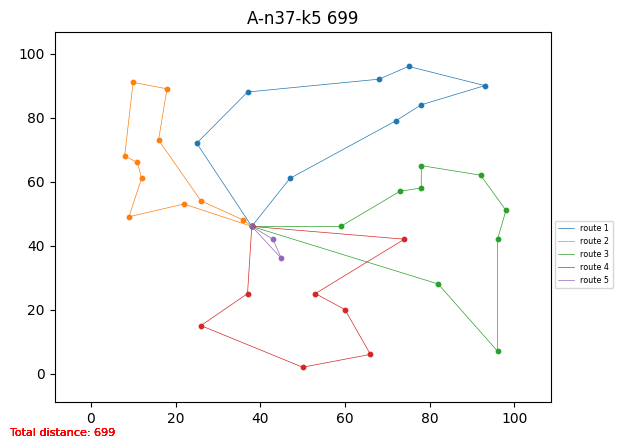 A-n37-k5 699
100
80
60
40
20
0
0 20 40 60 80 100
route 1
route 2
route 3
route 4
route 5
Total distance: 699